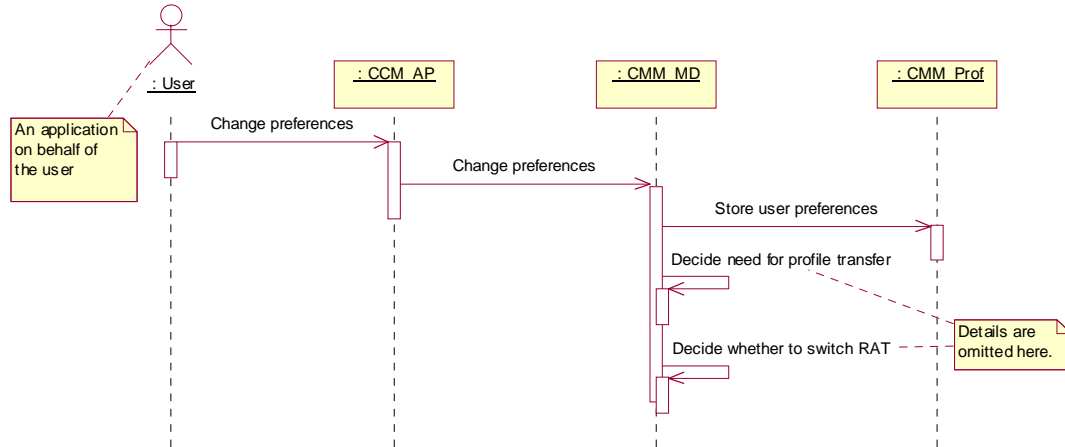 : User
: CCM_AP
: CMM_MD
: CMM_Prof
An application
on behalf of
the user
Change preferences
Change preferences
Store user preferences
Decide need for profile transfer
Decide whether to switch RAT
Details are
omitted here.